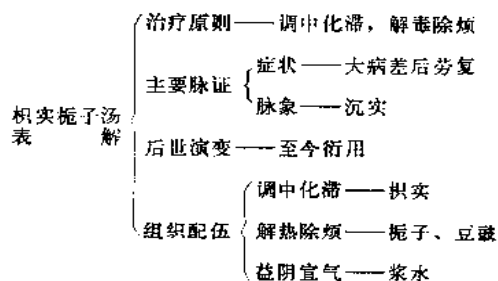 治疗原则——调中化滞，解毒除烦
主要脉证
症状——大病差后劳复
脉象——沉实
枳实栀子汤
表解
后世演变——至今衍用
组织配伍
调中化滞——枳实
解热除烦——栀子、豆豉
益阴宣气——浆水